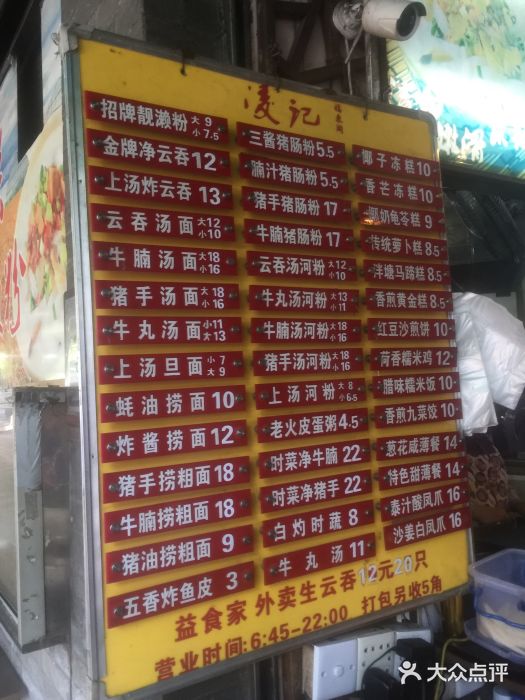 凌记
福泉閣
招牌靓濑粉 大9 小7.5
金牌净云吞 12
上汤炸云吞 13
云吞汤面 大12 小10
牛腩汤面 大18 小16
猪手汤面 大18 小16
牛丸汤面 小11 大13
上汤旦面 小7 大9
蚝油捞面 10
炸酱捞面 12
猪手捞粗面 18
牛腩捞粗面 18
猪油捞粗面 9
五香炸鱼皮 3
三酱猪肠粉 5.5
腩汁猪肠粉 5.5
猪手猪肠粉 17
牛腩猪肠粉 17
云吞汤河粉 大12 小10
牛丸汤河粉 大13 小11
牛腩汤河粉 大18 小16
猪手汤河粉 大18 小16
上汤河粉 大8 小6.5
老火皮蛋粥 4.5
时菜净牛腩 22
时菜净猪手 22
白灼时蔬 8
牛丸汤 11
椰子冻糕 10
香芒冻糕 10
椰奶龟苓糕 9
传统萝卜糕 8.5
泮塘马蹄糕 8.5
香煎黄金糕 8.5
红豆沙煎饼 10
荷香糯米鸡 12
腊味糯米饭 10
香煎九菜饺 10
葱花咸薄餐 14
特色甜薄餐 14
泰汁酸凤爪 16
沙姜白凤爪 16
益食家 外卖生云吞12元20只
营业时间:6:45-22:00 打包另收5角
大众点评